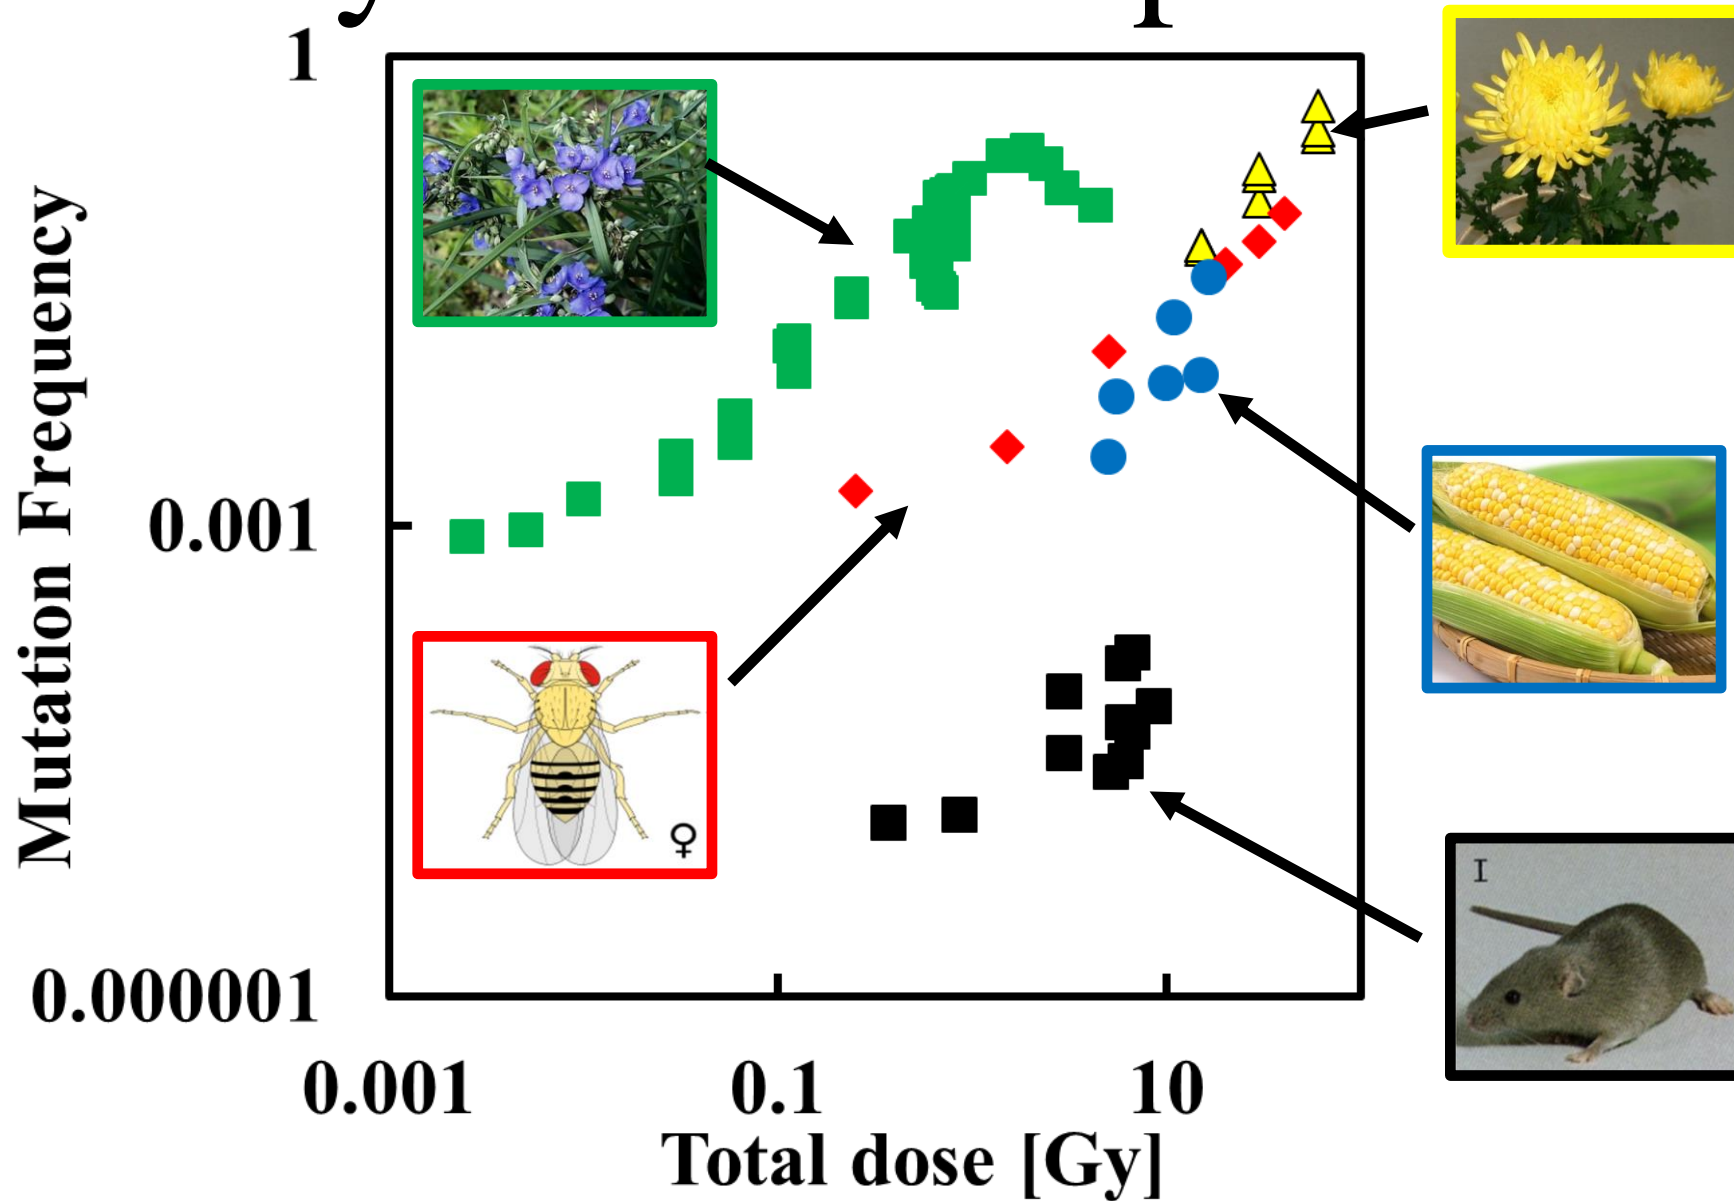 1
0.001
0.000001
Mutation Frequency
0.001 0.1 10
Total dose [Gy]
♀
I